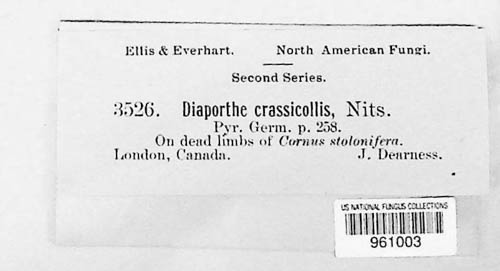 Ellis & Everhart. North American Fungi.
Second Series.
3526. Diaporthe crassicollis, Nits.
Pyr. Germ. p. 258.
On dead limbs of Cornus stolonifera.
London, Canada. J. Dearness.
US NATIONAL FUNGUS COLLECTIONS
961003